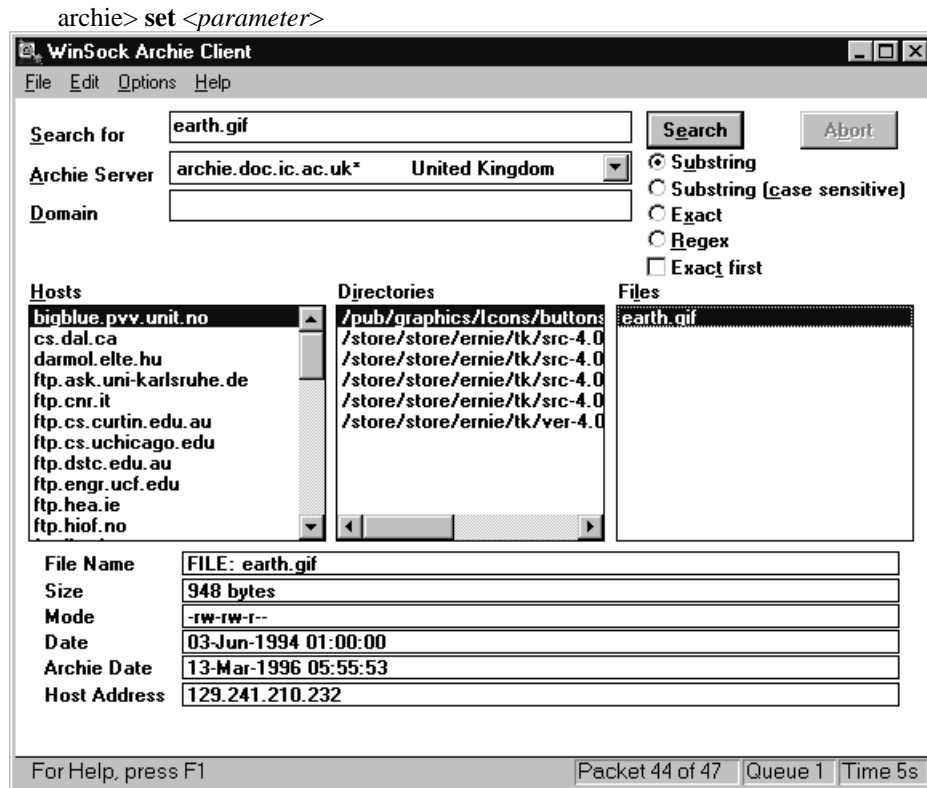 archie> set <parameter>
WinSock Archie Client
File Edit Options Help
Search for earth.gif Search Abort
Archie Server archie.doc.ic.ac.uk* United Kingdom
Domain
Substring
Substring (case sensitive)
Exact
Regex
Exact first
Hosts Directories Files
bigblue.pvv.unit.no /pub/graphics/Icons/buttons earth.gif
cs.dal.ca /store/store/ernie/tk/src-4.0
darmol.elte.hu /store/store/ernie/tk/src-4.0
ftp.ask.uni-karlsruhe.de /store/store/ernie/tk/src-4.0
ftp.cnr.it /store/store/ernie/tk/src-4.0
ftp.cs.curtin.edu.au /store/store/ernie/tk/ver-4.0
ftp.cs.uchicago.edu
ftp.dstc.edu.au
ftp.engr.ucf.edu
ftp.hea.ie
ftp.hiof.no
File Name FILE: earth.gif
Size 948 bytes
Mode -rw-rw-r--
Date 03-Jun-1994 01:00:00
Archie Date 13-Mar-1996 05:55:53
Host Address 129.241.210.232
For Help, press F1 Packet 44 of 47 Queue 1 Time 5s